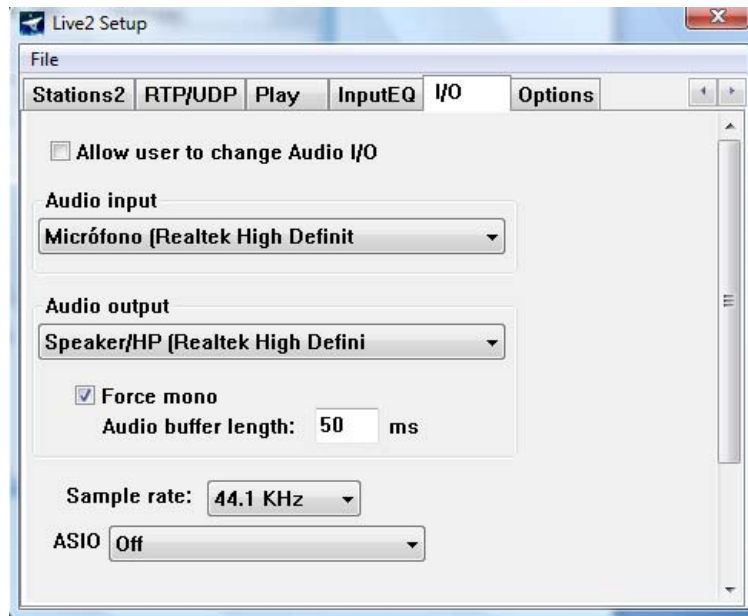 Live2 Setup
File
Stations2 RTP/UDP Play InputEQ I/O Options
Allow user to change Audio I/O
Audio input
Micrófono (Realtek High Definit
Audio output
Speaker/HP (Realtek High Defini
Force mono
Audio buffer length: 50 ms
Sample rate: 44.1 KHz
ASIO Off